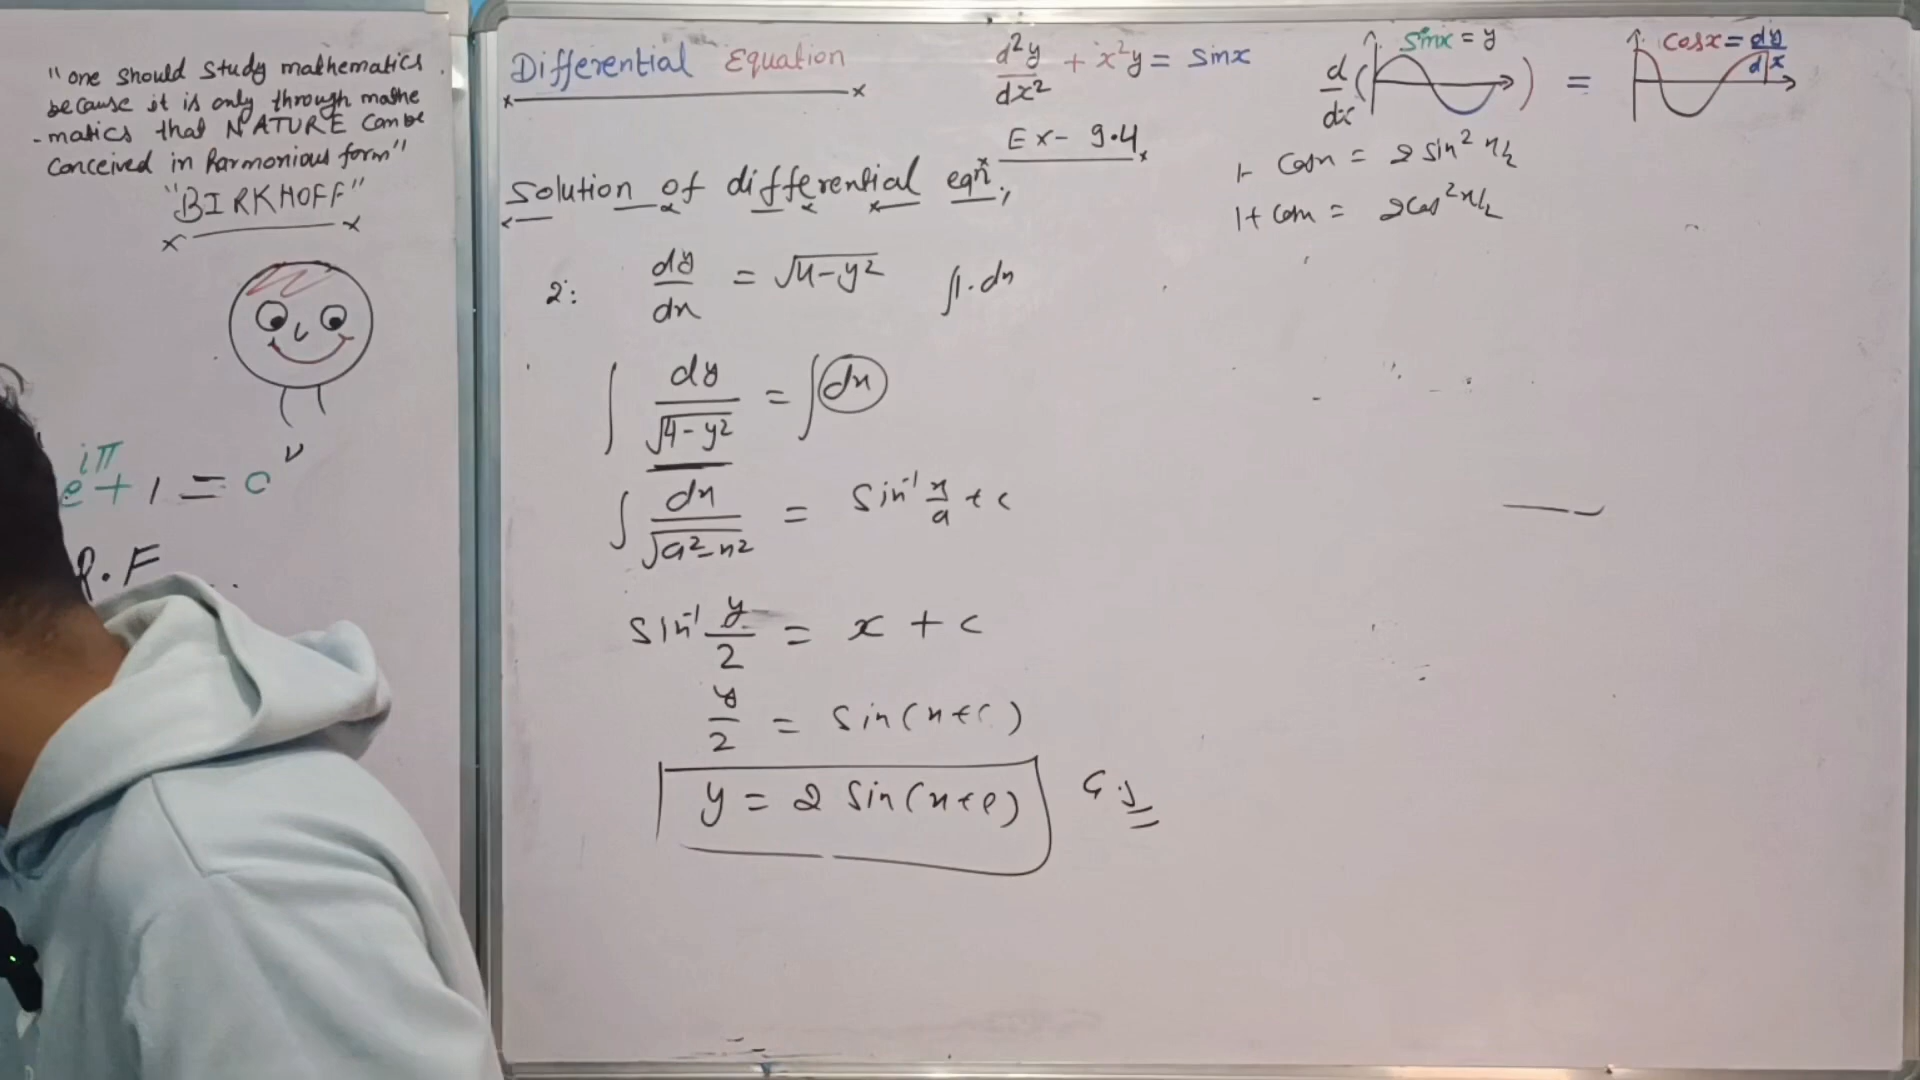 "one should study mathematics
because it is only through mathe
-matics that NATURE can be
conceived in harmonious form"
"BIRKHOFF"
e^{iπ} + 1 = 0
P.F
Differential Equation
d²y/dx² + x²y = sinx
Ex- 9.4
Solution of differential eqⁿ.,
d/dx ( sinx = y ) = cosx = dy/dx
1- cosx = 2 sin² x/2
1+ cosx = 2cos² x/2
2: dy/dx = √4-y² ∫1.dx
∫ dy/√4-y² = ∫dx
∫ dx/√a²-x² = sin⁻¹ x/a + c
sin⁻¹ y/2 = x + c
y/2 = sin(x+c)
y = 2 sin(x+c) G.S